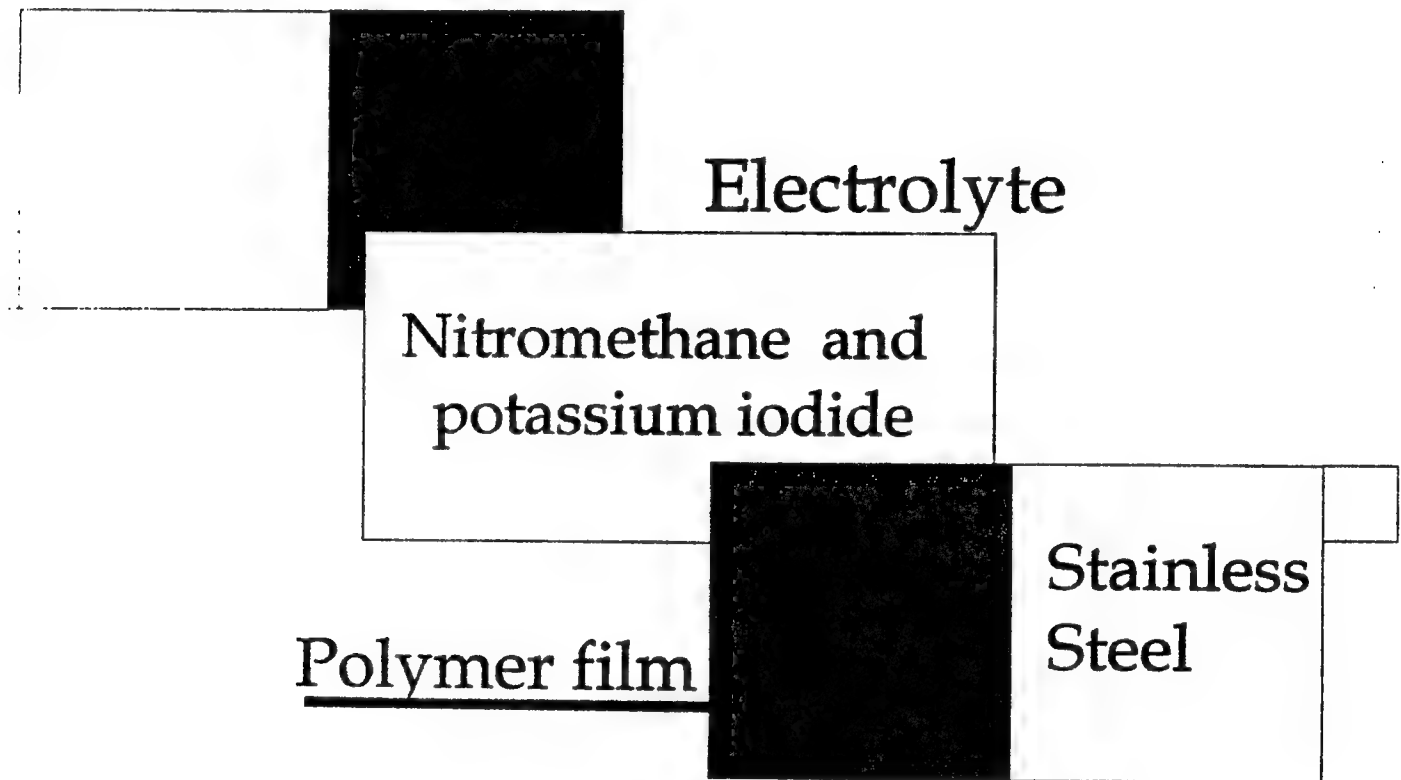 Electrolyte
Nitromethane and
potassium iodide
Stainless
Steel
Polymer film